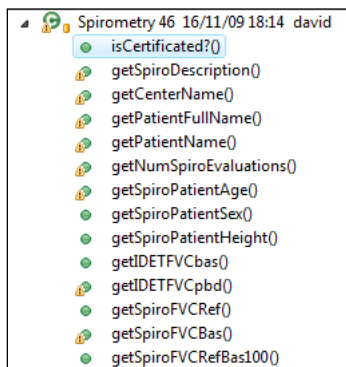 Spirometry 46 16/11/09 18:14 david
isCertificated?()
getSpiroDescription()
getCenterName()
getPatientFullName()
getPatientName()
getNumSpiroEvaluations()
getSpiroPatientAge()
getSpiroPatientSex()
getSpiroPatientHeight()
getIDETFVCbas()
getIDETFVCpbd()
getSpiroFVCRef()
getSpiroFVCBas()
getSpiroFVCRefBas100()